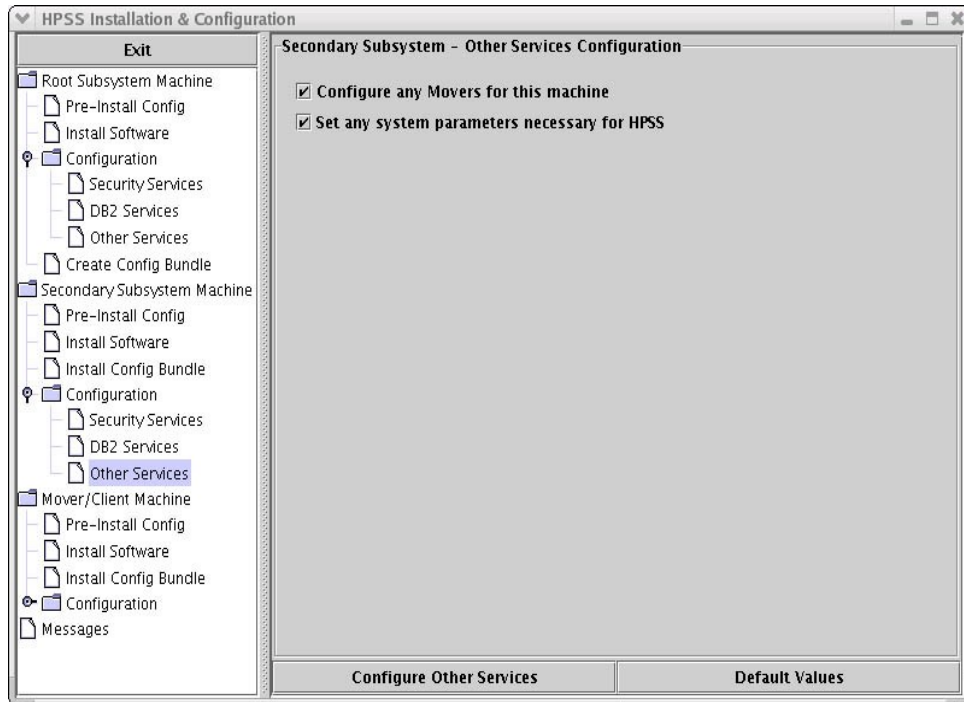 HPSS Installation & Configuration
Exit
Root Subsystem Machine
Pre-Install Config
Install Software
Configuration
Security Services
DB2 Services
Other Services
Create Config Bundle
Secondary Subsystem Machine
Pre-Install Config
Install Software
Install Config Bundle
Configuration
Security Services
DB2 Services
Other Services
Mover/Client Machine
Pre-Install Config
Install Software
Install Config Bundle
Configuration
Messages
Secondary Subsystem - Other Services Configuration
Configure any Movers for this machine
Set any system parameters necessary for HPSS
Configure Other Services
Default Values